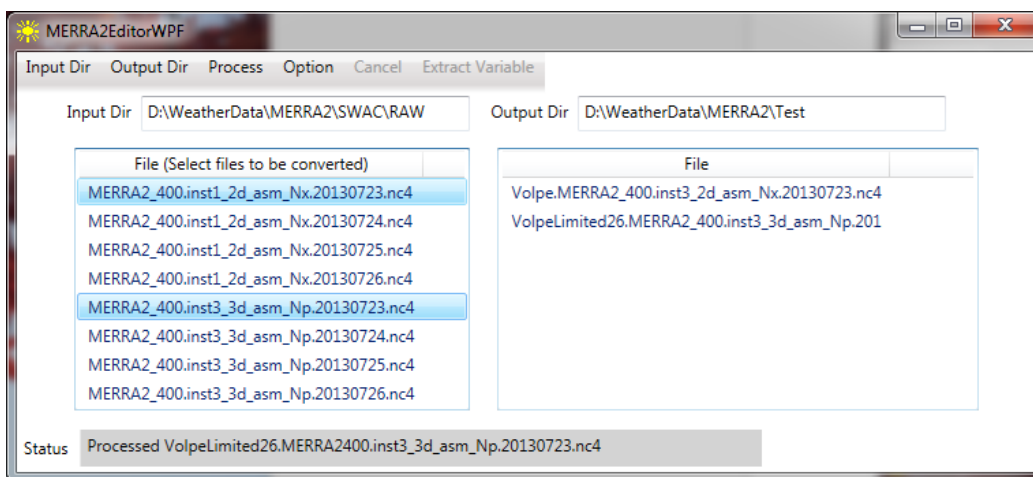 MERRA2EditorWPF
Input Dir Output Dir Process Option Cancel Extract Variable
Input Dir D:\WeatherData\MERRA2\SWAC\RAW Output Dir D:\WeatherData\MERRA2\Test
File (Select files to be converted)
MERRA2_400.inst1_2d_asm_Nx.20130723.nc4
MERRA2_400.inst1_2d_asm_Nx.20130724.nc4
MERRA2_400.inst1_2d_asm_Nx.20130725.nc4
MERRA2_400.inst1_2d_asm_Nx.20130726.nc4
MERRA2_400.inst3_3d_asm_Np.20130723.nc4
MERRA2_400.inst3_3d_asm_Np.20130724.nc4
MERRA2_400.inst3_3d_asm_Np.20130725.nc4
MERRA2_400.inst3_3d_asm_Np.20130726.nc4
File
Volpe.MERRA2_400.inst3_2d_asm_Nx.20130723.nc4
VolpeLimited26.MERRA2_400.inst3_3d_asm_Np.201
Status Processed VolpeLimited26.MERRA2400.inst3_3d_asm_Np.20130723.nc4